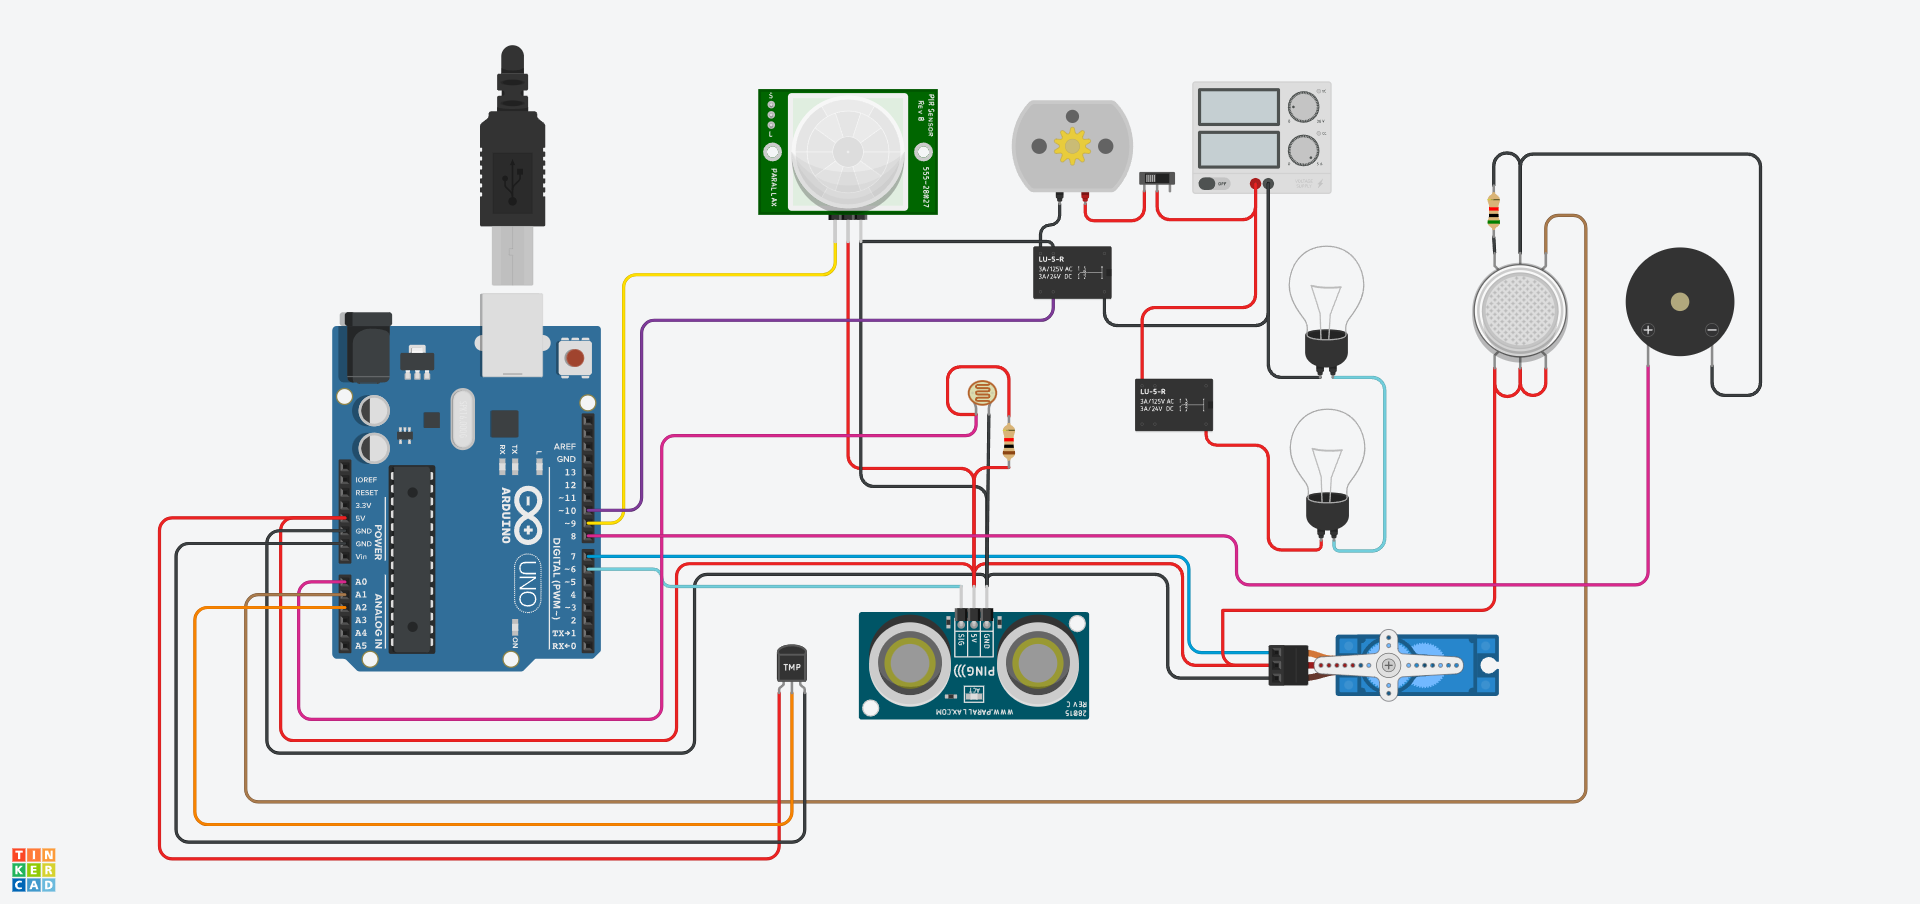 S
L
PIR SENSOR
REV B
PARALLAX
555-28027
OFF
LU-S-R
3A/125V AC
3A/24V DC
LU-S-R
3A/125V AC
3A/24V DC
AREF
GND
13
12
~11
~10
~9
8
7
~6
~5
4
~3
2
TX→1
RX←0
DIGITAL (PWM~)
RX
TX
L
ARDUINO
UNO
ON
IOREF
RESET
3.3V
5V
GND
GND
Vin
POWER
A0
A1
A2
A3
A4
A5
ANALOG IN
TMP
SIG
5V
GND
PING)))
ACT
WWW.PARALLAX.COM
REV C
28015
+
−
TIN
KER
CAD